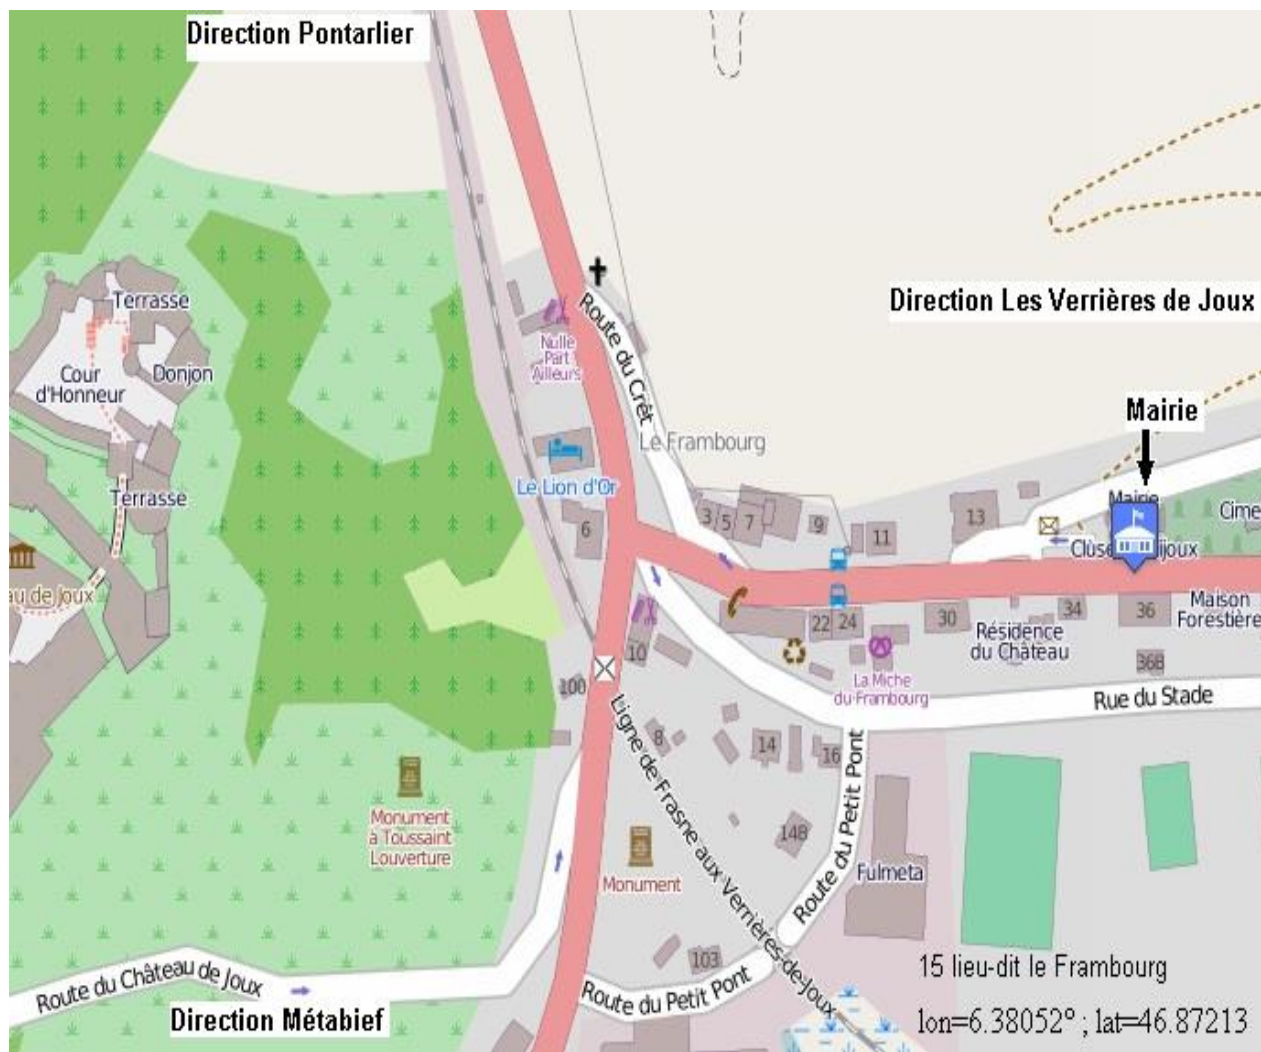 Direction Pontarlier
Terrasse
Route du Crêt
Direction Les Verrières de Joux
Nulle
Part
Ailleurs
Cour
d'Honneur
Donjon
Mairie
Le Frambourg
Le Lion d'Or
Terrasse
Mairie
6
3
5
7
9
11
13
Cime
au de Joux
10
22
24
30
34
36
Maison
Forestière
Résidence
du Château
36B
100
La Miche
du Frambourg
Rue du Stade
Ligne de Frasne aux Verrières-de-Joux
8
14
16
Route du Petit Pont
Monument
à Toussaint
Louverture
14B
Monument
Fulmeta
103
Route du Château de Joux
Route du Petit Pont
Direction Métabief
15 lieu-dit le Frambourg
lon=6.38052° ; lat=46.87213